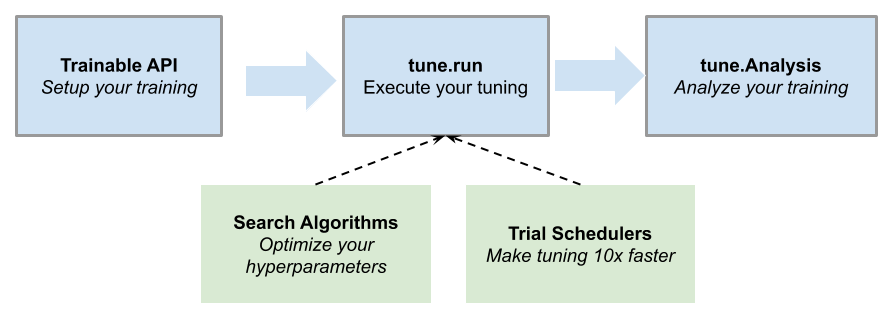 Trainable API
Setup your training
tune.run
Execute your tuning
tune.Analysis
Analyze your training
Search Algorithms
Optimize your
hyperparameters
Trial Schedulers
Make tuning 10x faster